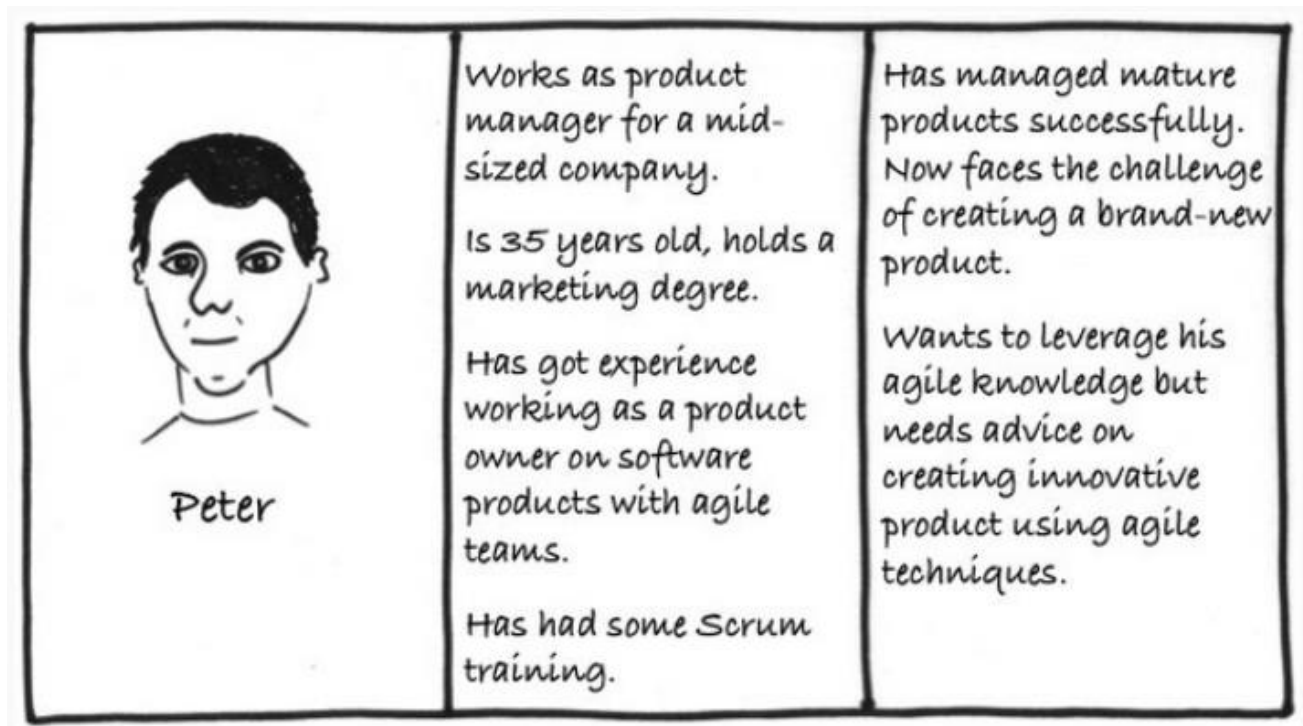 Peter
Works as product
manager for a mid-
sized company.
Is 35 years old, holds a
marketing degree.
Has got experience
working as a product
owner on software
products with agile
teams.
Has had some Scrum
training.
Has managed mature
products successfully.
Now faces the challenge
of creating a brand-new
product.
Wants to leverage his
agile knowledge but
needs advice on
creating innovative
product using agile
techniques.